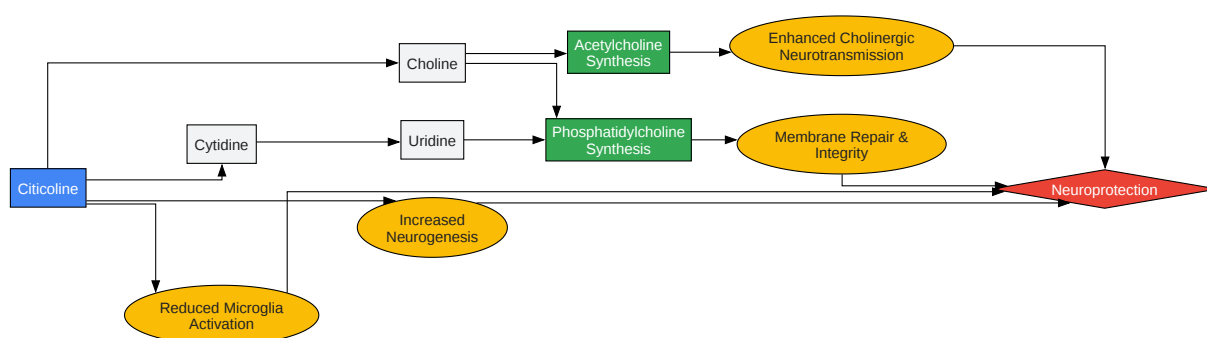 Enhanced Cholinergic
Neurotransmission
Acetylcholine
Synthesis
Choline
Phosphatidylcholine
Synthesis
Membrane Repair &
Integrity
Uridine
Cytidine
Citicoline
Neuroprotection
Increased
Neurogenesis
Reduced Microglia
Activation